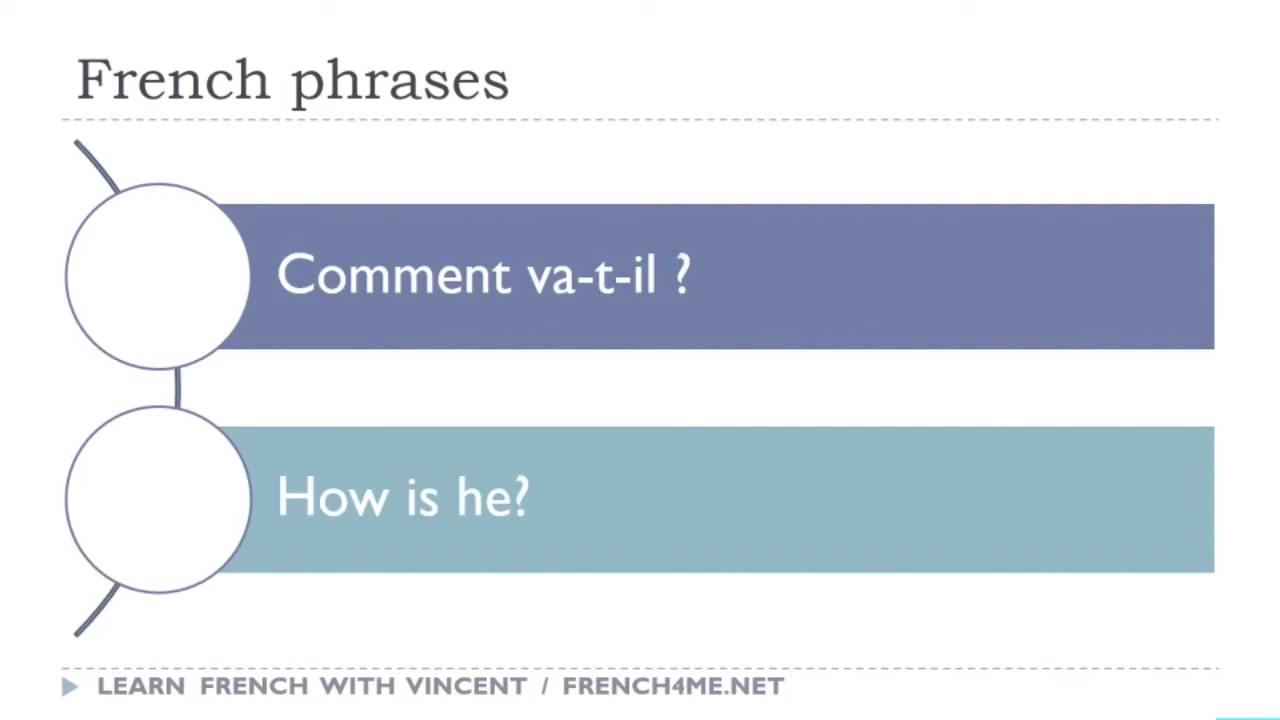 French phrases
Comment va-t-il ?
How is he?
LEARN FRENCH WITH VINCENT / FRENCH4ME.NET